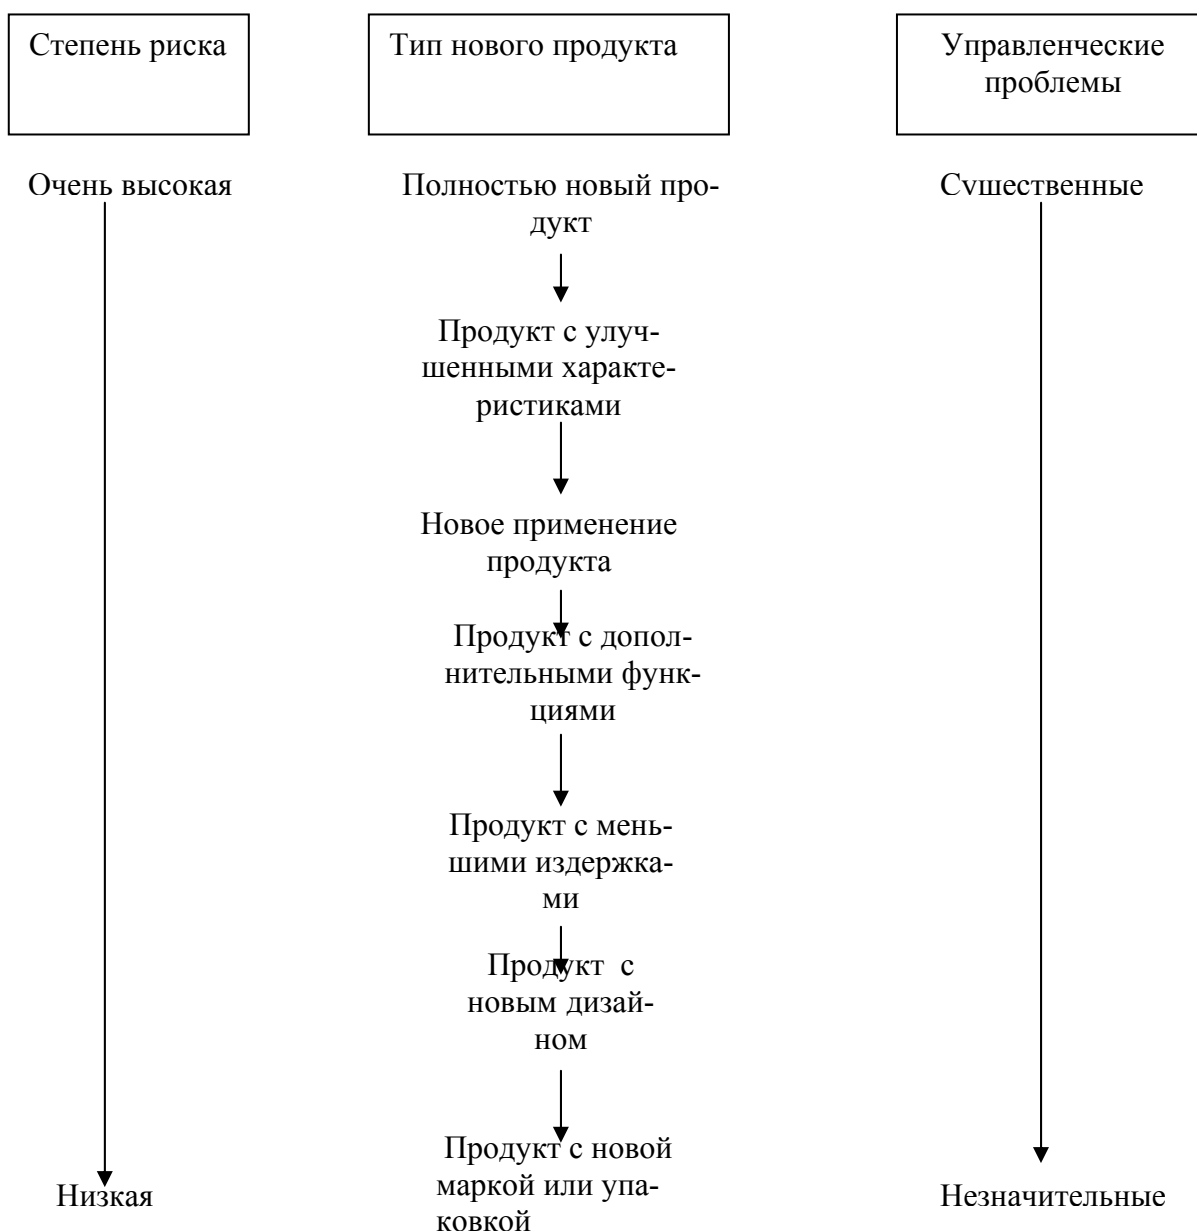 Степень риска
Тип нового продукта
Управленческие
проблемы
Очень высокая
Полностью новый про-
дукт
Существенные
Продукт с улуч-
шенными характе-
ристиками
Новое применение
продукта
Продукт с допол-
нительными функ-
циями
Продукт с мень-
шими издержка-
ми
Продукт с
новым дизай-
ном
Продукт с новой
маркой или упа-
ковкой
Низкая
Незначительные